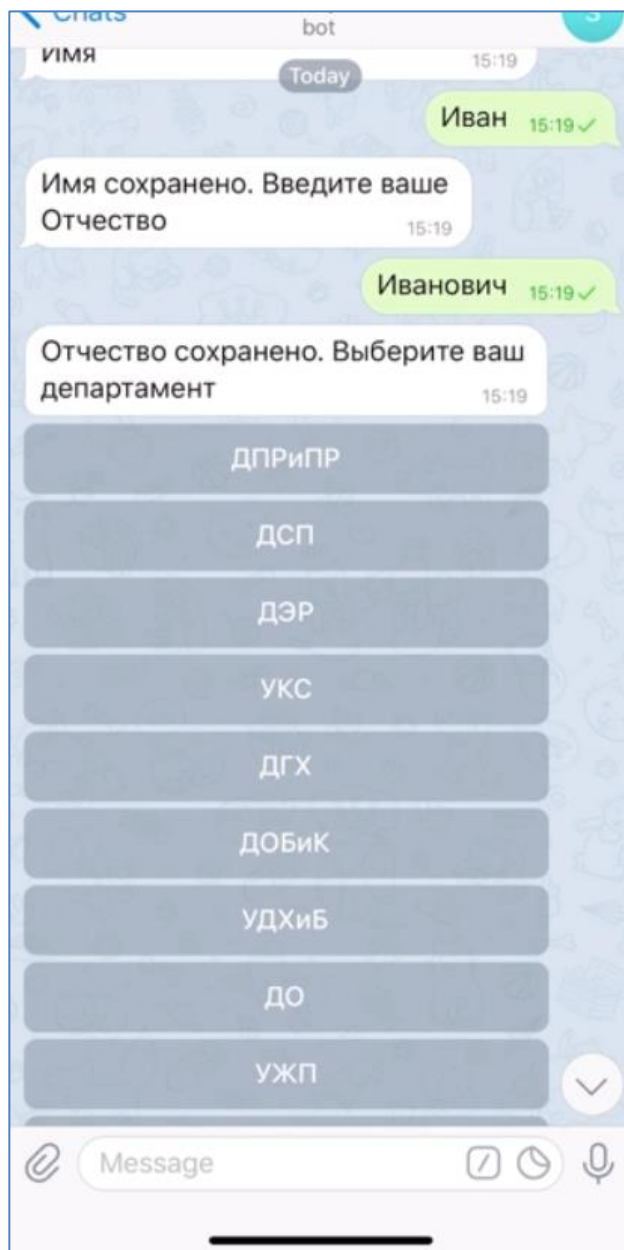 Chats
bot
S
Имя
15:19
Today
Иван 15:19
Имя сохранено. Введите ваше
Отчество 15:19
Иванович 15:19
Отчество сохранено. Выберите ваш
департамент 15:19
ДПРиПР
ДСП
ДЭР
УКС
ДГХ
ДОБиК
УДХиБ
ДО
УЖП
Message